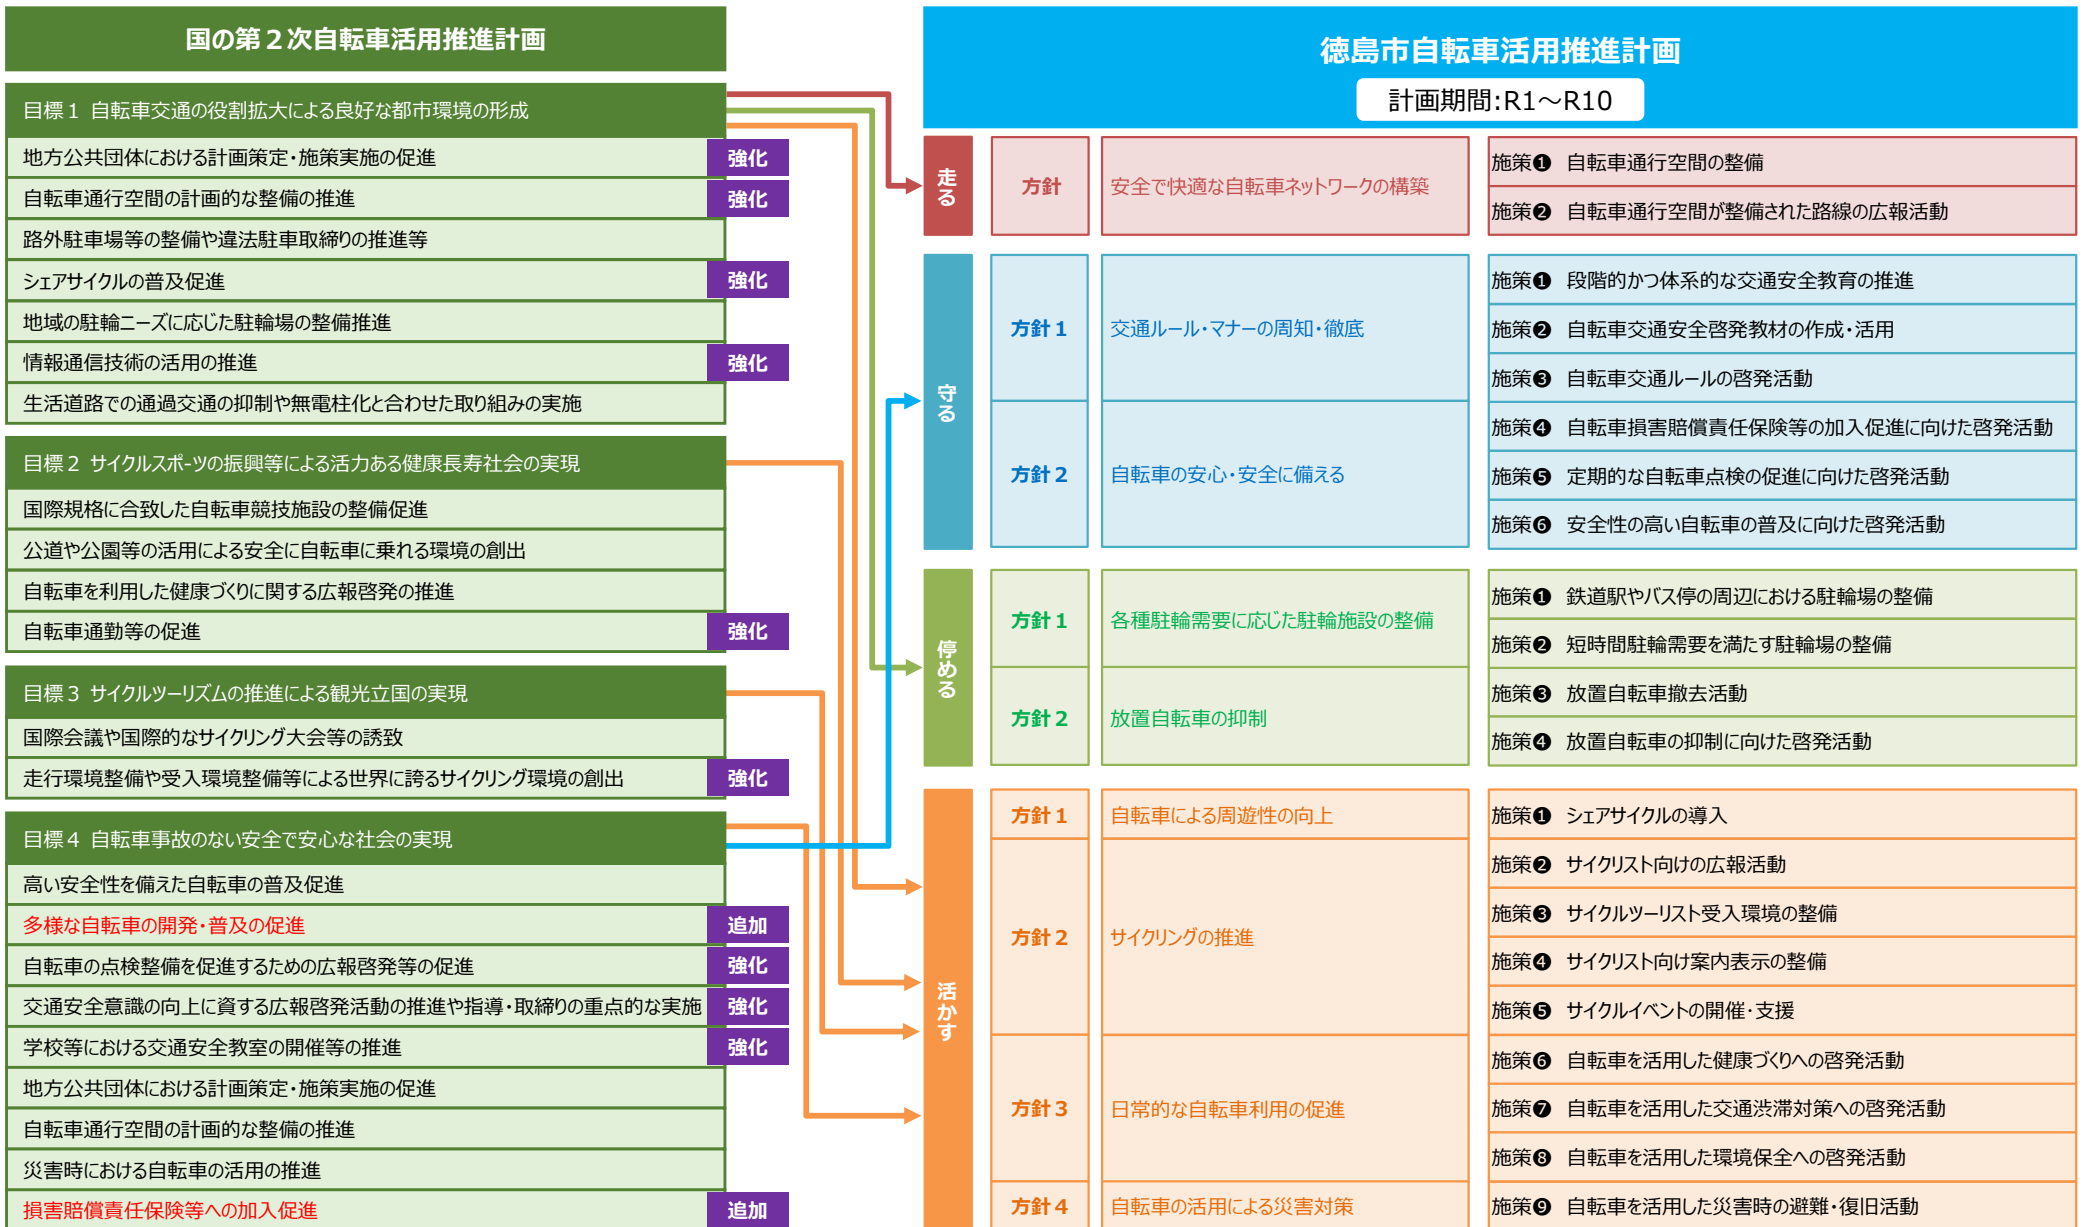 国の第２次自転車活用推進計画
目標１ 自転車交通の役割拡大による良好な都市環境の形成
地方公共団体における計画策定・施策実施の促進 強化
自転車通行空間の計画的な整備の推進 強化
路外駐車場等の整備や違法駐車取締りの推進等
シェアサイクルの普及促進 強化
地域の駐輪ニーズに応じた駐輪場の整備推進
情報通信技術の活用の推進 強化
生活道路での通過交通の抑制や無電柱化と合わせた取り組みの実施
目標２ サイクルスポーツの振興等による活力ある健康長寿社会の実現
国際規格に合致した自転車競技施設の整備促進
公道や公園等の活用による安全に自転車に乗れる環境の創出
自転車を利用した健康づくりに関する広報啓発の推進
自転車通勤等の促進 強化
目標３ サイクルツーリズムの推進による観光立国の実現
国際会議や国際的なサイクリング大会等の誘致
走行環境整備や受入環境整備等による世界に誇るサイクリング環境の創出 強化
目標４ 自転車事故のない安全で安心な社会の実現
高い安全性を備えた自転車の普及促進
多様な自転車の開発・普及の促進 追加
自転車の点検整備を促進するための広報啓発等の促進 強化
交通安全意識の向上に資する広報啓発活動の推進や指導・取締りの重点的な実施 強化
学校等における交通安全教室の開催等の推進 強化
地方公共団体における計画策定・施策実施の促進
自転車通行空間の計画的な整備の推進
災害時における自転車の活用の推進
損害賠償責任保険等への加入促進 追加
徳島市自転車活用推進計画
計画期間:R1～R10
走る
方針 安全で快適な自転車ネットワークの構築
施策❶ 自転車通行空間の整備
施策❷ 自転車通行空間が整備された路線の広報活動
守る
方針１ 交通ルール・マナーの周知・徹底
方針２ 自転車の安心・安全に備える
施策❶ 段階的かつ体系的な交通安全教育の推進
施策❷ 自転車交通安全啓発教材の作成・活用
施策❸ 自転車交通ルールの啓発活動
施策❹ 自転車損害賠償責任保険等の加入促進に向けた啓発活動
施策❺ 定期的な自転車点検の促進に向けた啓発活動
施策❻ 安全性の高い自転車の普及に向けた啓発活動
停める
方針１ 各種駐輪需要に応じた駐輪施設の整備
方針２ 放置自転車の抑制
施策❶ 鉄道駅やバス停の周辺における駐輪場の整備
施策❷ 短時間駐輪需要を満たす駐輪場の整備
施策❸ 放置自転車撤去活動
施策❹ 放置自転車の抑制に向けた啓発活動
活かす
方針１ 自転車による周遊性の向上
方針２ サイクリングの推進
方針３ 日常的な自転車利用の促進
方針４ 自転車の活用による災害対策
施策❶ シェアサイクルの導入
施策❷ サイクリスト向けの広報活動
施策❸ サイクルツーリスト受入環境の整備
施策❹ サイクリスト向け案内表示の整備
施策❺ サイクルイベントの開催・支援
施策❻ 自転車を活用した健康づくりへの啓発活動
施策❼ 自転車を活用した交通渋滞対策への啓発活動
施策❽ 自転車を活用した環境保全への啓発活動
施策❾ 自転車を活用した災害時の避難・復旧活動